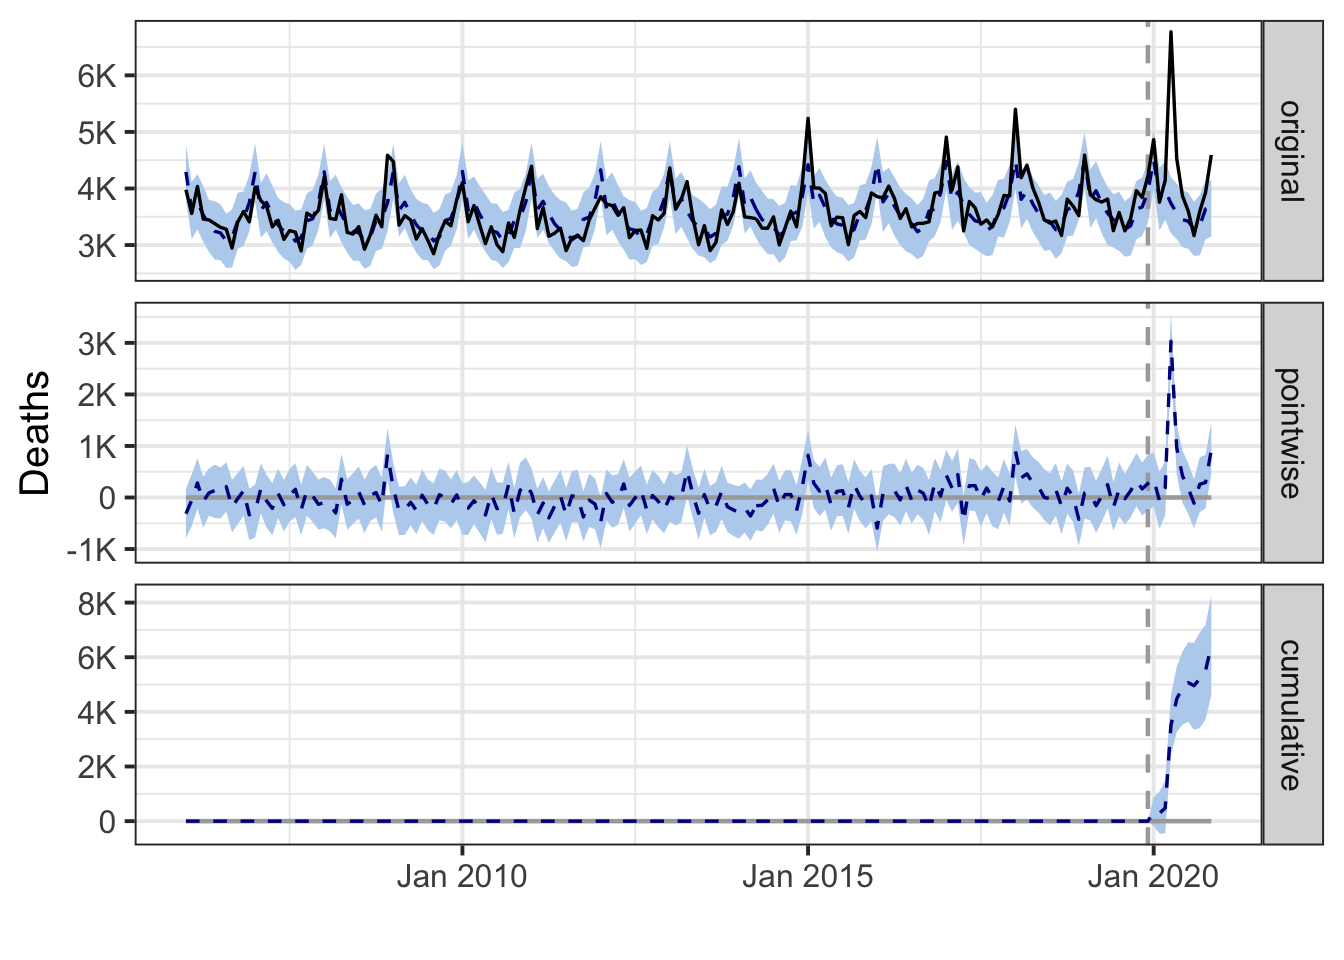 6K
5K
4K
3K
original
3K
2K
1K
0
-1K
pointwise
Deaths
8K
6K
4K
2K
0
cumulative
Jan 2010
Jan 2015
Jan 2020